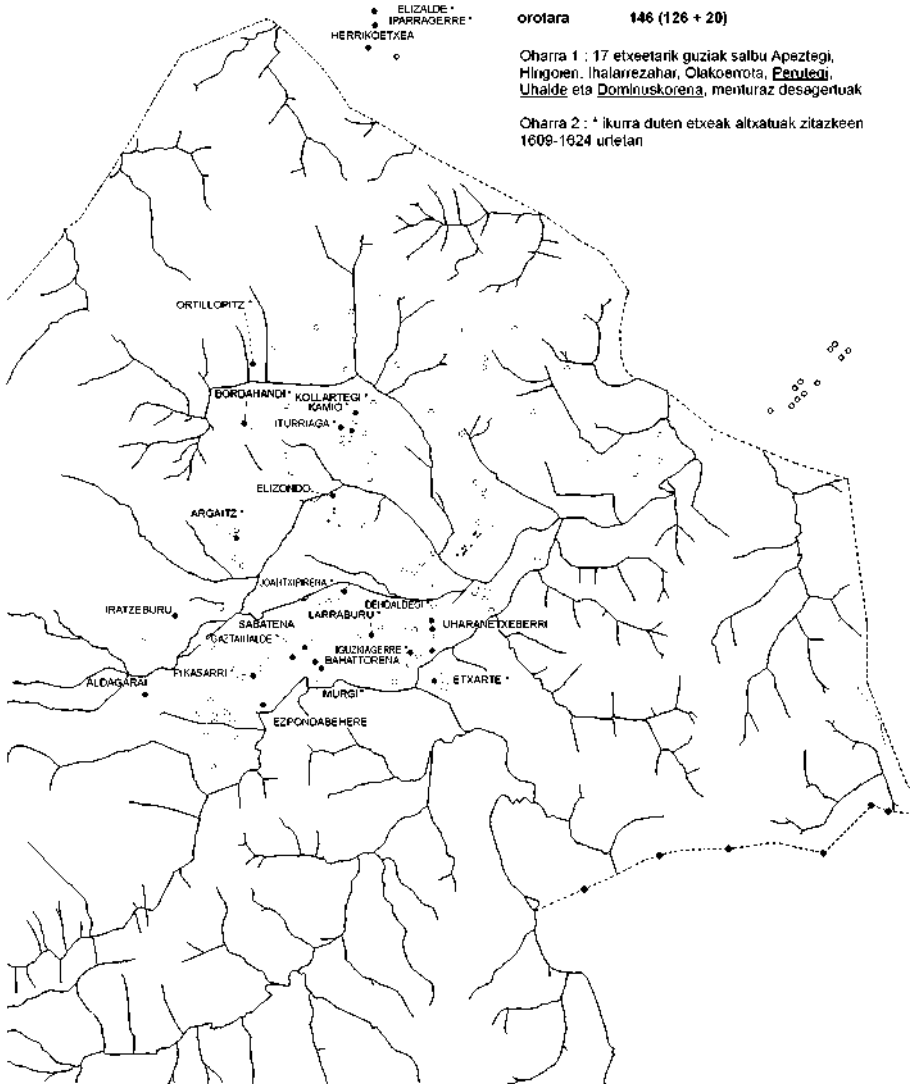 ELIZALDE *
IPARRAGERRE *
HERRIKOETXEA
orotara 146 (126 + 20)
Oharra 1 : 17 etxeetarik guziak salbu Apeztegi,
Hingoien, Ihalarrezahar, Olakoerrota, Perutegi,
Uhalde eta Dominuskorena, menturaz desagertuak
Oharra 2 : * ikurra duten etxeak altxatuak zitazkeen
1609-1624 urtetan
ORTILLOPITZ *
BORDAHANDI *
KOLLARTEGI *
KAMIO *
ITURRIAGA *
ELIZONDO
ARGAITZ *
JOANTXIPIRENA *
DEHOALDEGI *
IRATZEBURU
SABATENA
LARRABURU *
UHARANETXEBERRI
GAZTAIHALDE *
IGUZKIAGERRE *
BAHATTORENA
ALDAGARAI
ETXARTE *
MURGI *
EZPONDABEHERE